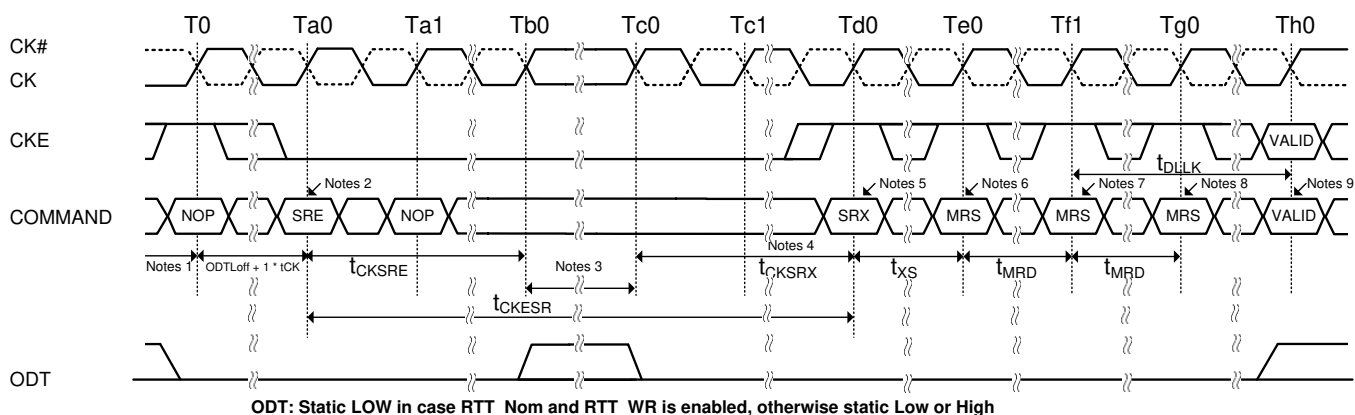 T0 Ta0 Ta1 Tb0 Tc0 Tc1 Td0 Te0 Tf1 Tg0 Th0
CK#
CK
CKE VALID
tDLLK
Notes 2 Notes 5 Notes 6 Notes 7 Notes 8 Notes 9
COMMAND NOP SRE NOP SRX MRS MRS MRS VALID
Notes 4
Notes 1 ODTLoff + 1 * tCK tCKSRE Notes 3 tCKSRX tXS tMRD tMRD
tCKESR
ODT
ODT: Static LOW in case RTT_Nom and RTT_WR is enabled, otherwise static Low or High